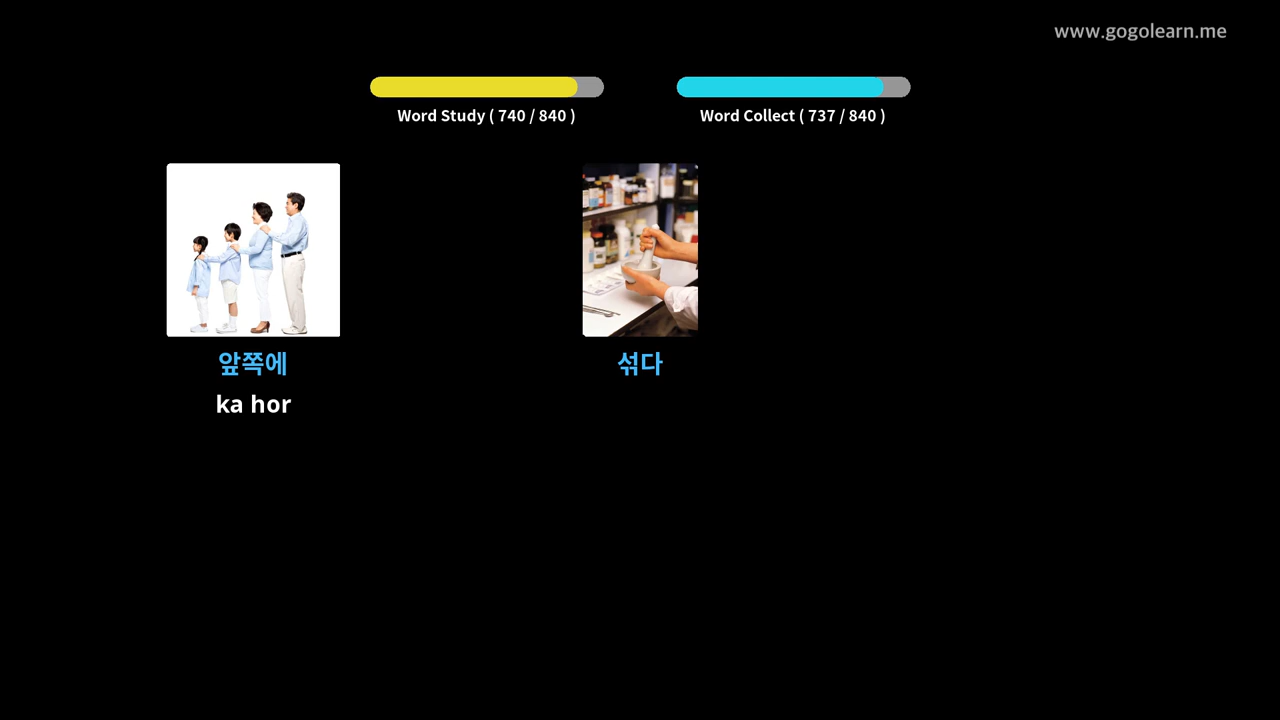 www.gogolearn.me
Word Study ( 740 / 840 )
Word Collect ( 737 / 840 )
앞쪽에
ka hor
섞다